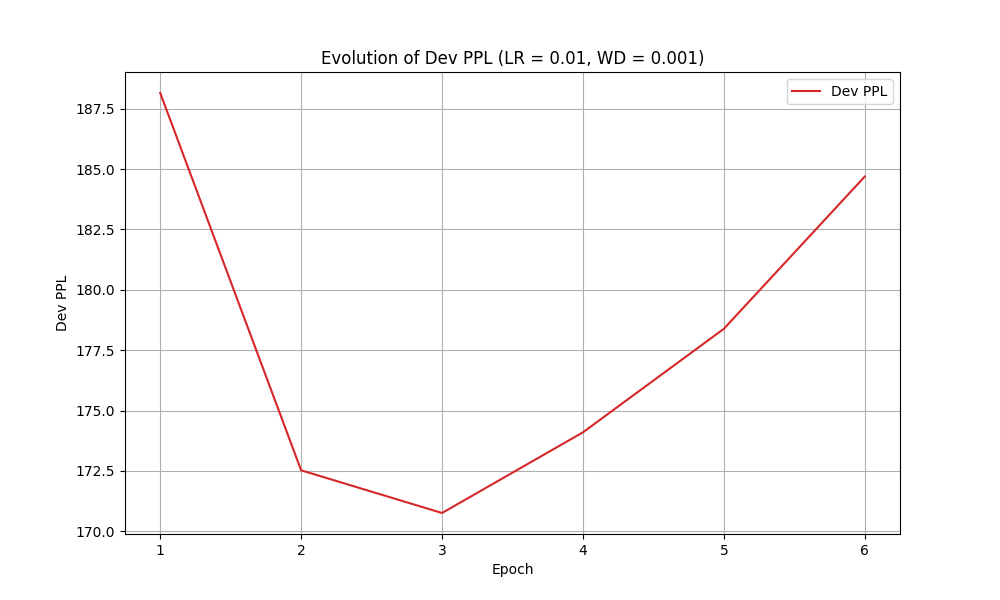 Evolution of Dev PPL (LR = 0.01, WD = 0.001)
Dev PPL
187.5
185.0
182.5
180.0
177.5
175.0
172.5
170.0
Dev PPL
1 2 3 4 5 6
Epoch